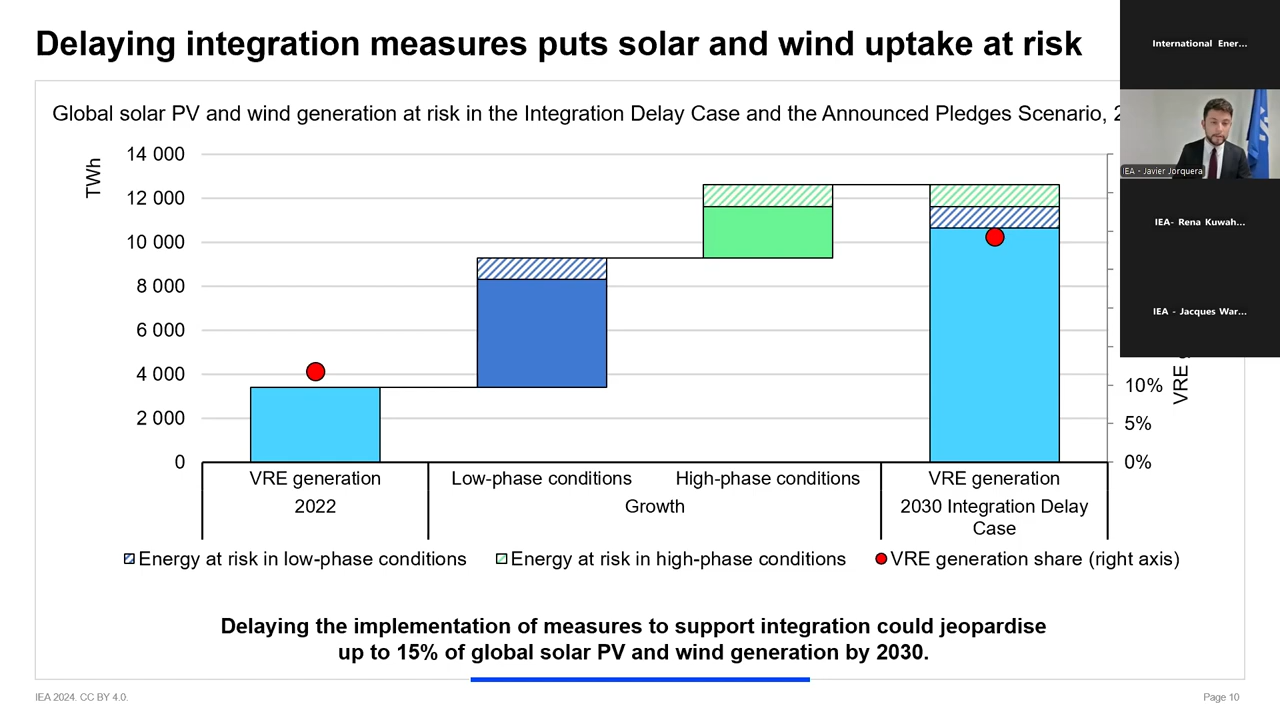 Delaying integration measures puts solar and wind uptake at risk
Global solar PV and wind generation at risk in the Integration Delay Case and the Announced Pledges Scenario,
TWh
14 000
12 000
10 000
8 000
6 000
4 000
2 000
0
10%
5%
0%
VRE
VRE generation
Low-phase conditions
High-phase conditions
VRE generation
2022
Growth
2030 Integration Delay
Case
Energy at risk in low-phase conditions
Energy at risk in high-phase conditions
VRE generation share (right axis)
Delaying the implementation of measures to support integration could jeopardise
up to 15% of global solar PV and wind generation by 2030.
IEA 2024. CC BY 4.0.
Page 10
International Ener...
IEA - Javier Jorquera
IEA- Rena Kuwah...
IEA - Jacques War...